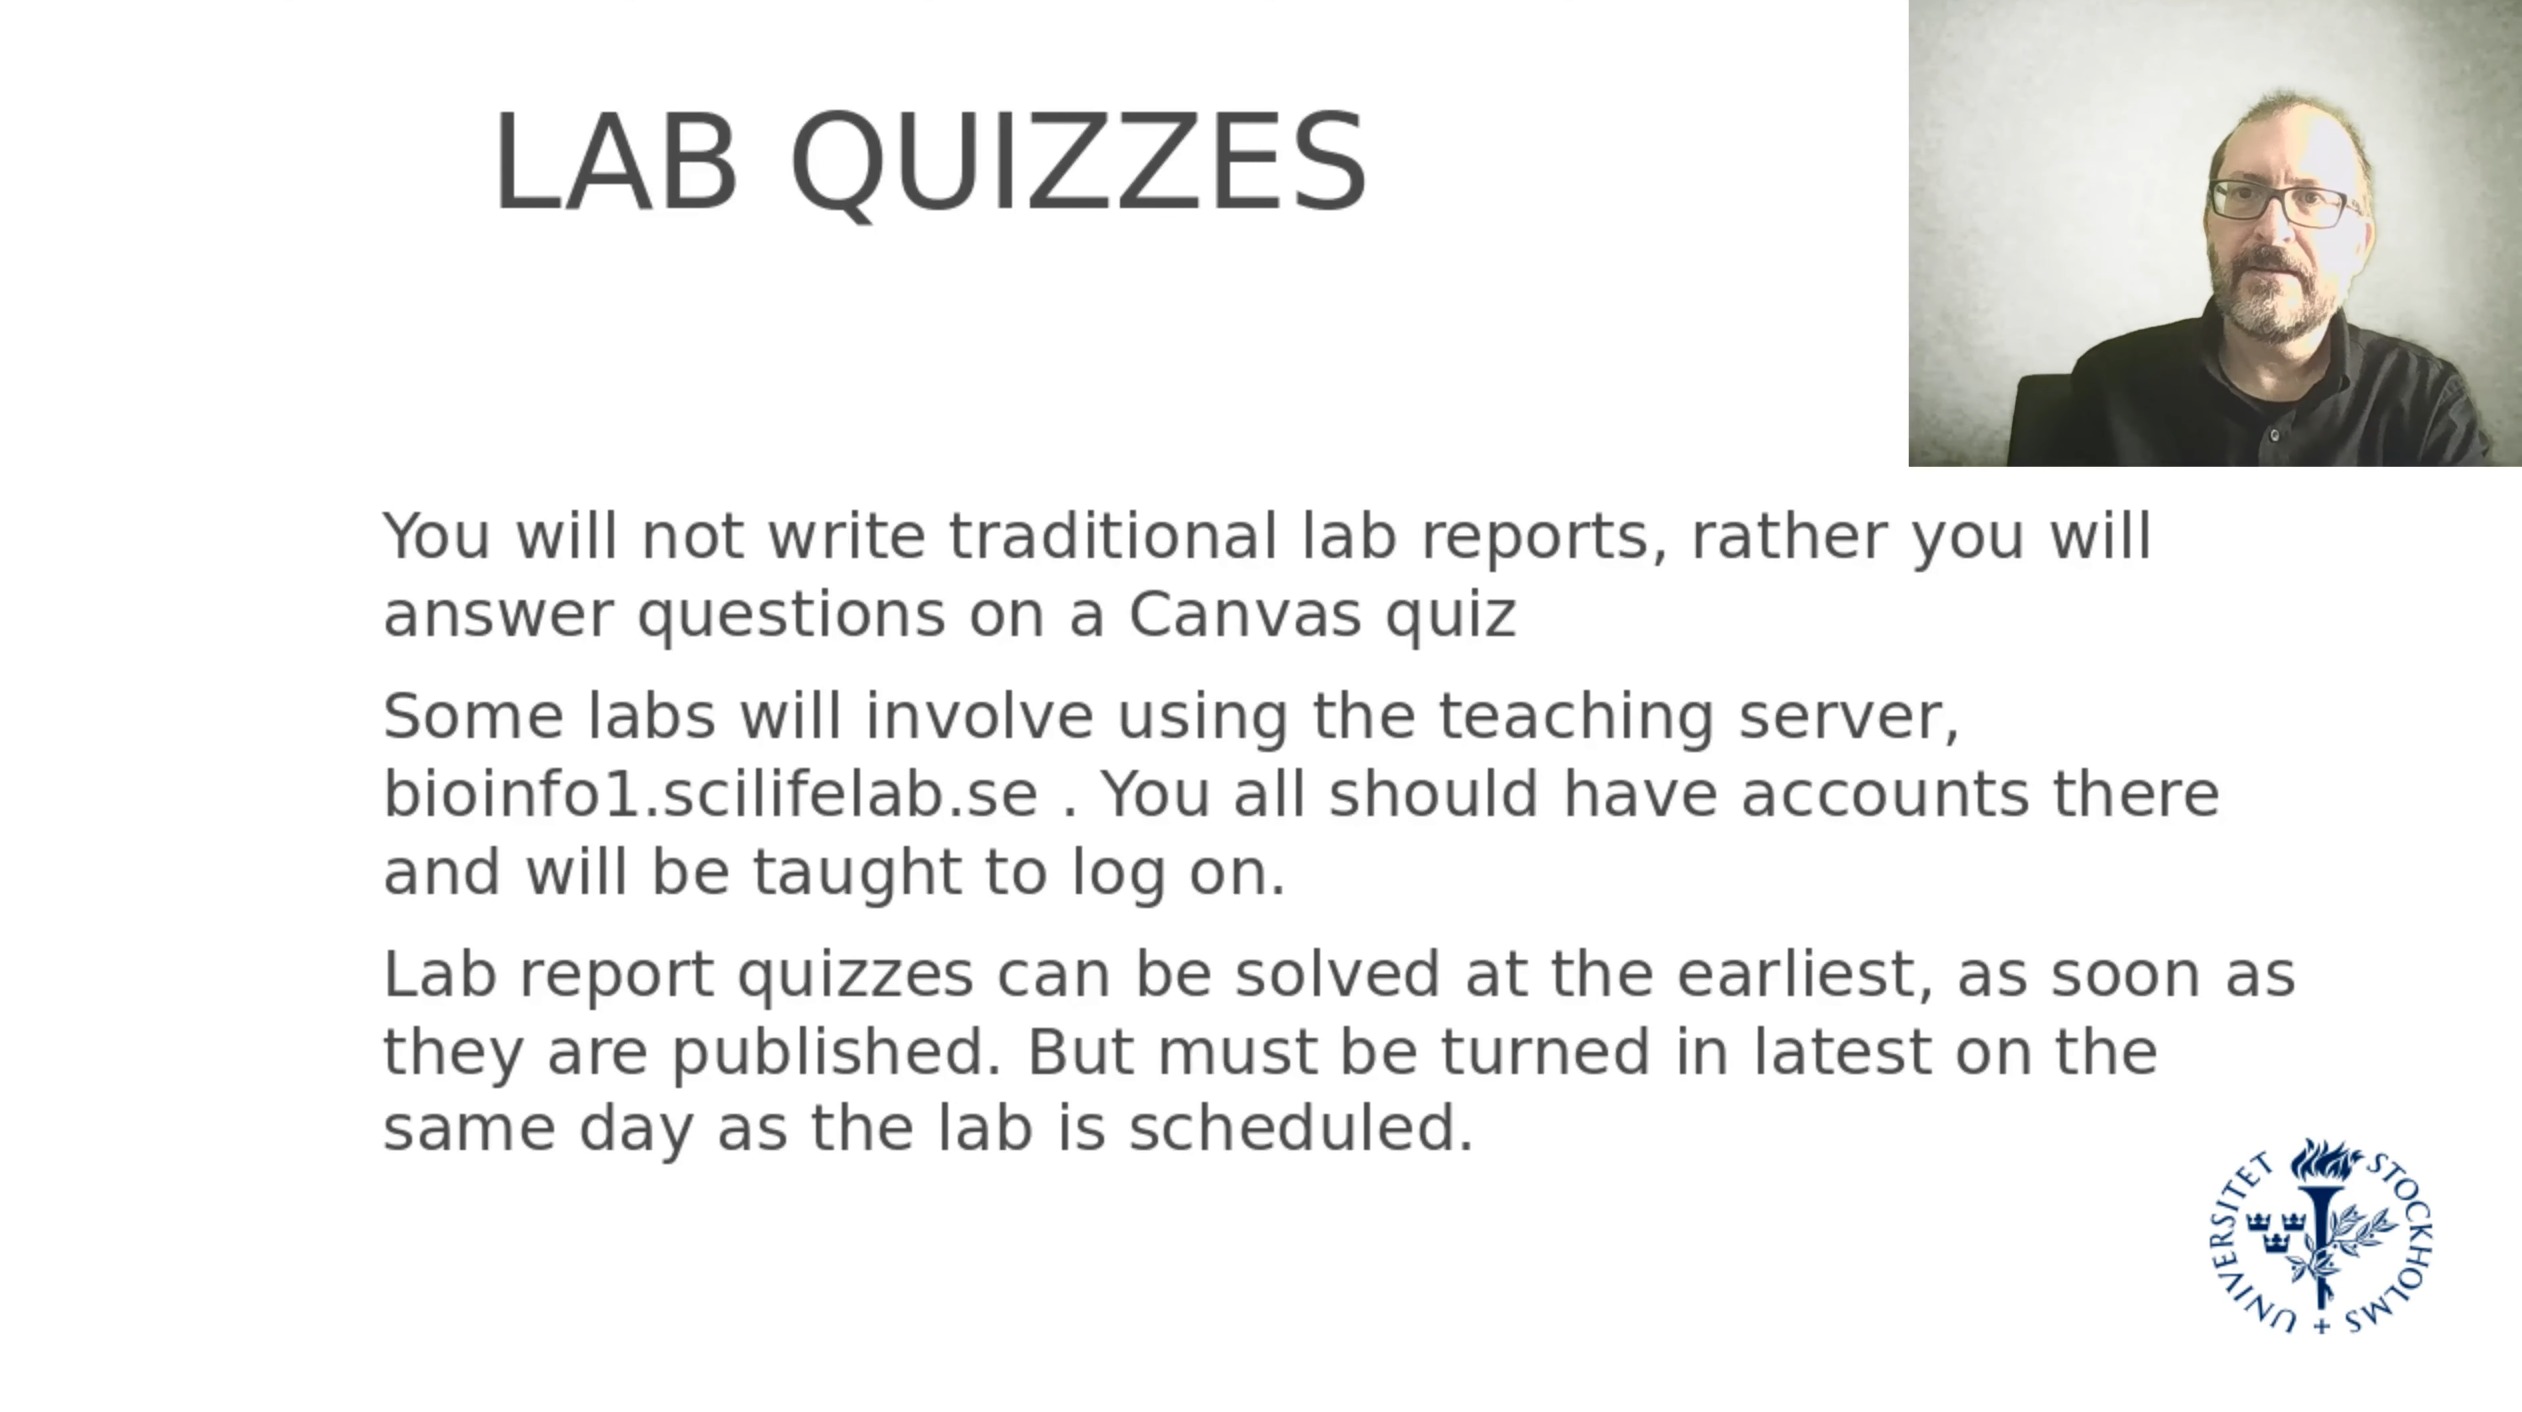 LAB QUIZZES
You will not write traditional lab reports, rather you will
answer questions on a Canvas quiz
Some labs will involve using the teaching server,
bioinfo1.scilifelab.se . You all should have accounts there
and will be taught to log on.
Lab report quizzes can be solved at the earliest, as soon as
they are published. But must be turned in latest on the
same day as the lab is scheduled.
STOCKHOLMS + UNIVERSITET